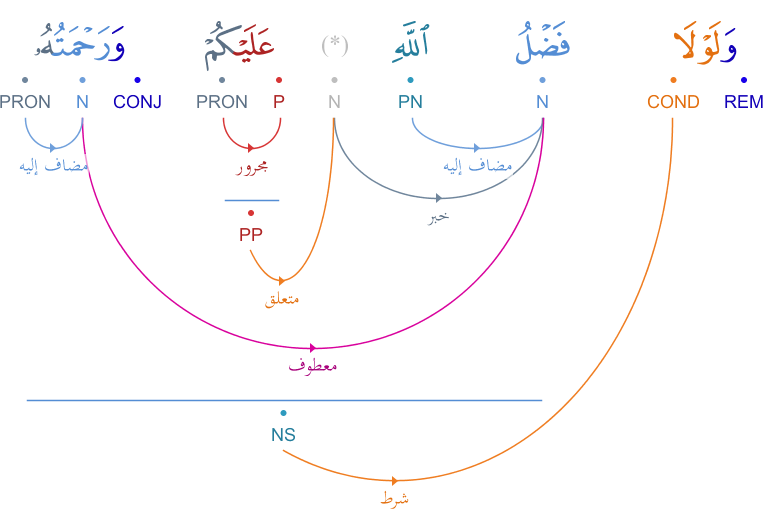 وَلَوْلَا فَضْلُ ٱللَّهِ (*) عَلَيْكُمْ وَرَحْمَتُهُۥ
REM COND N PN N P PRON CONJ N PRON
مضاف إليه مجرور مضاف إليه
خبر
PP
متعلق
معطوف
NS
شرط